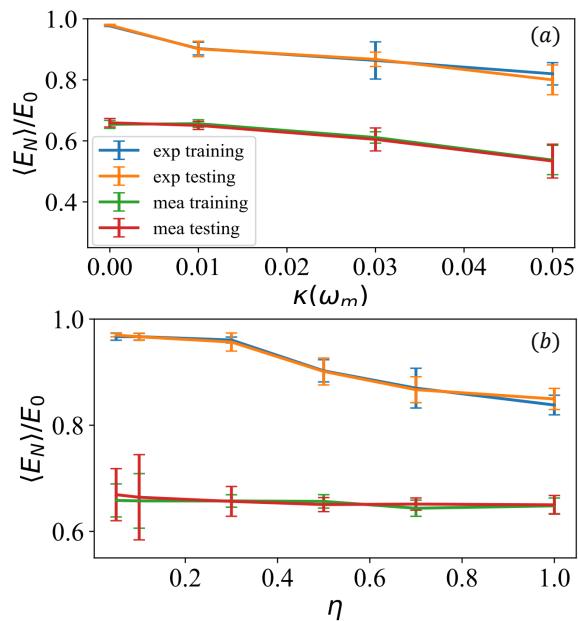 1.0
(a)
0.8
0.6
0.4
⟨E_N⟩/E_0
exp training
exp testing
mea training
mea testing
0.00 0.01 0.02 0.03 0.04 0.05
κ(ω_m)
1.0
(b)
0.8
0.6
⟨E_N⟩/E_0
0.2 0.4 0.6 0.8 1.0
η